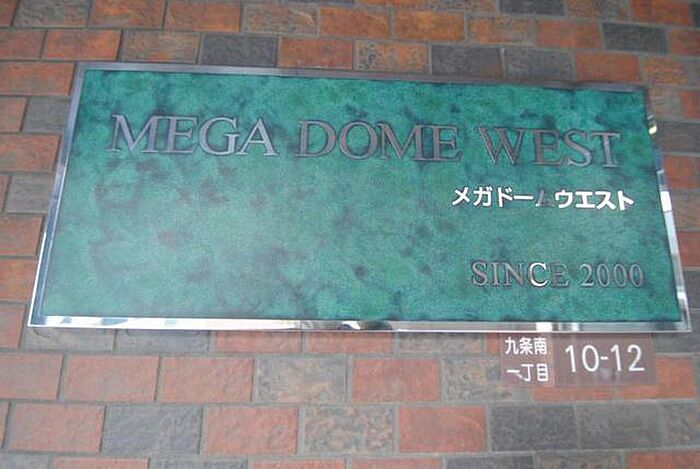 MEGA DOME WEST
メガドームウエスト
SINCE 2000
九条南
一丁目
10-12